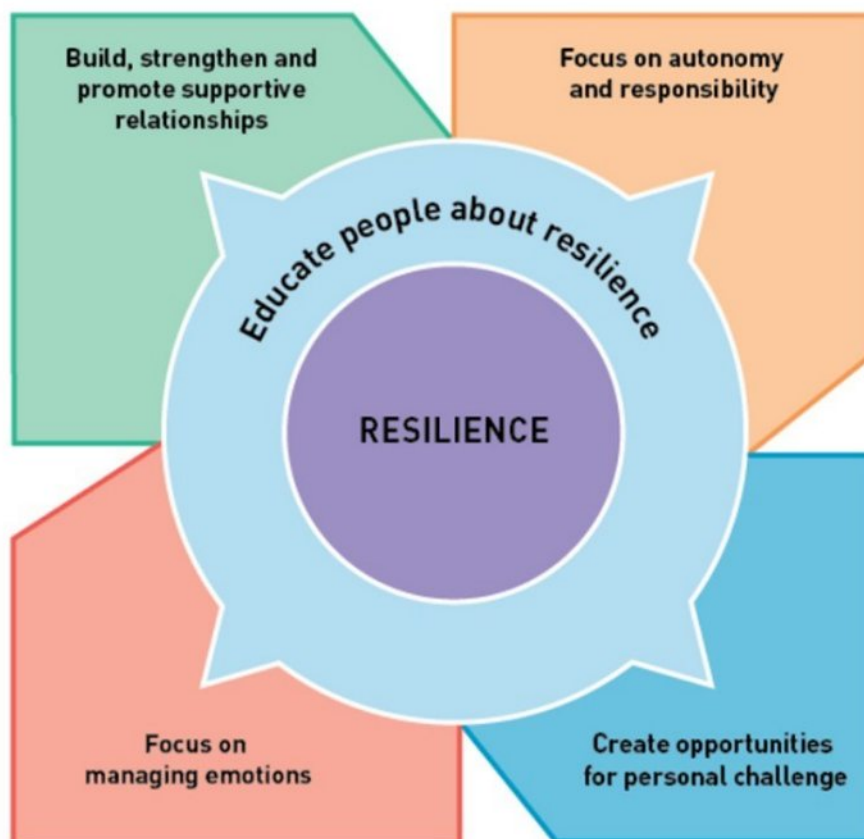 Build, strengthen and
promote supportive
relationships
Focus on autonomy
and responsibility
Educate people about resilience
RESILIENCE
Focus on
managing emotions
Create opportunities
for personal challenge